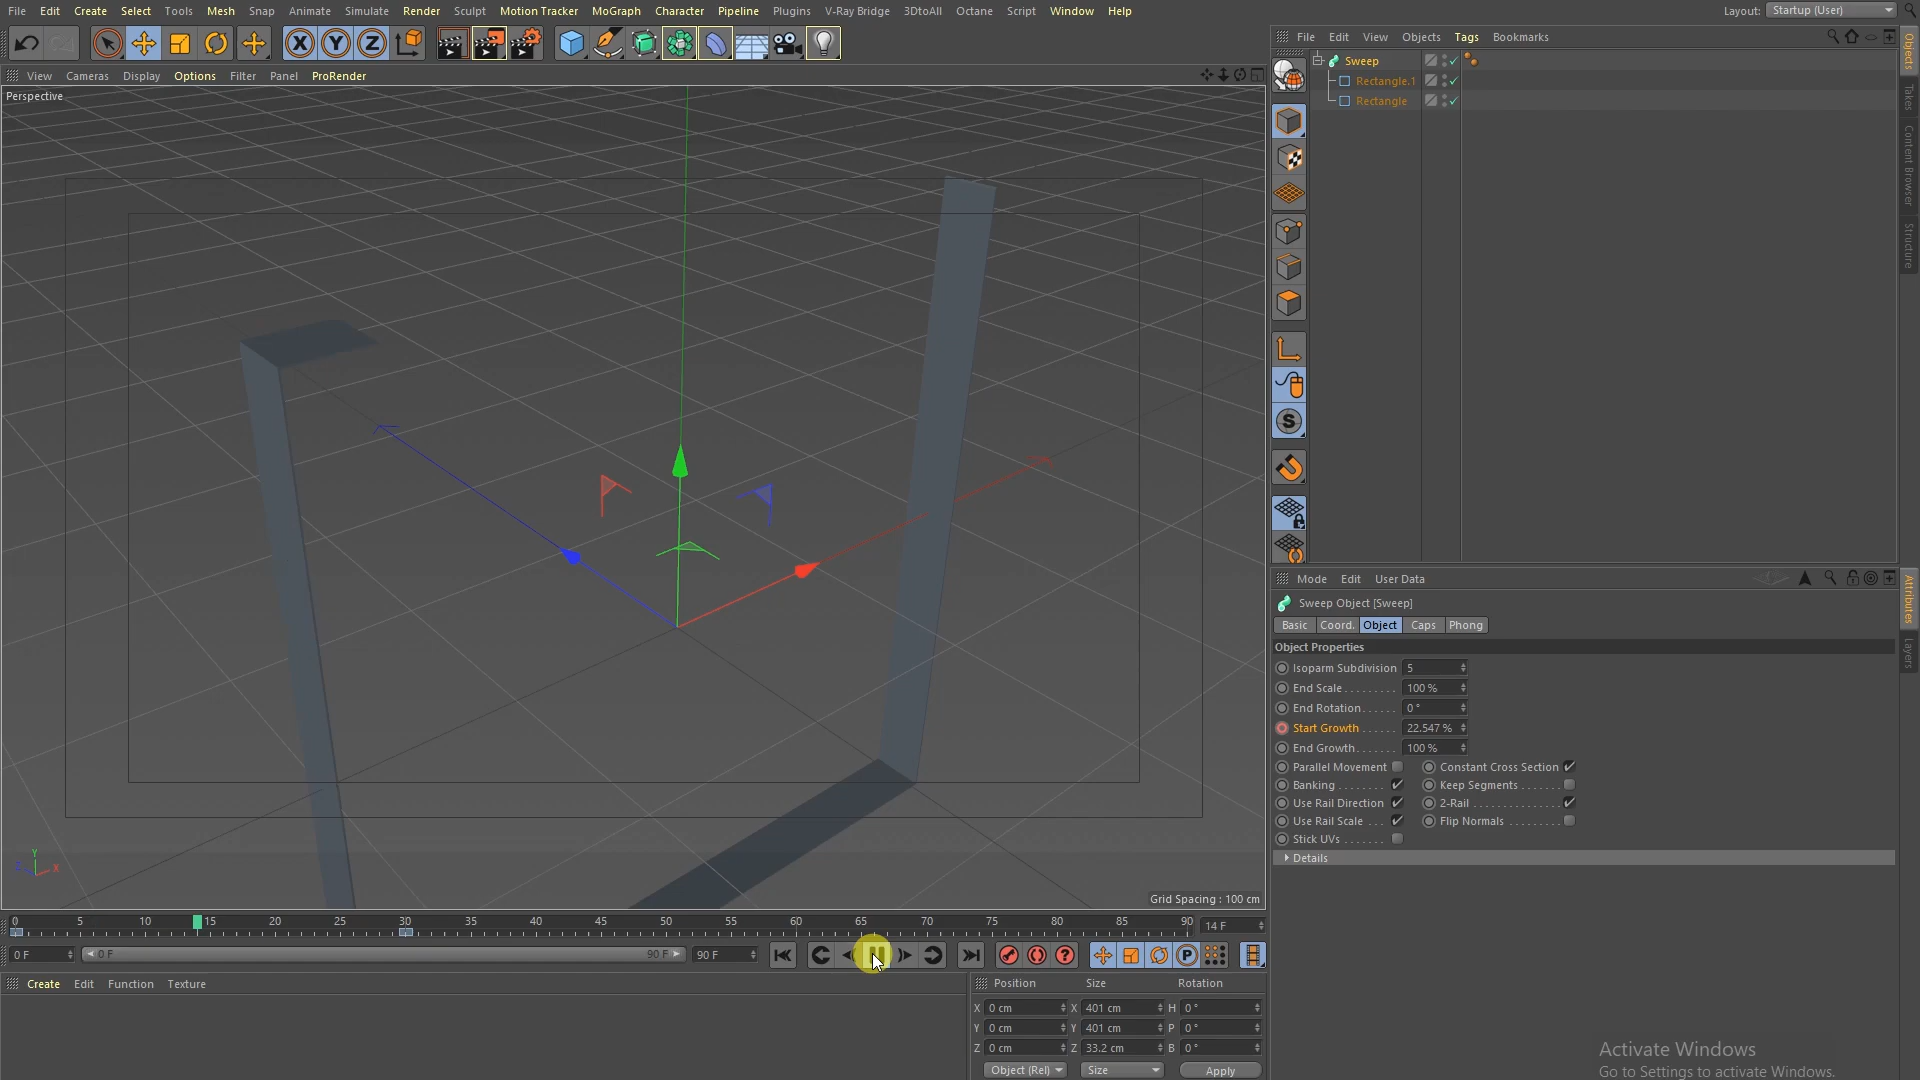 File Edit Create Select Tools Mesh Snap Animate Simulate Render Sculpt Motion Tracker MoGraph Character Pipeline Plugins V-Ray Bridge 3DtoAll Octane Script Window Help
Layout: Startup (User)
File Edit View Objects Tags Bookmarks
View Cameras Display Options Filter Panel ProRender
Perspective
Sweep
Rectangle.1
Rectangle
Objects
Takes
Content Browser
Structure
Mode Edit User Data
Sweep Object [Sweep]
Basic Coord. Object Caps Phong
Attributes
Layers
Object Properties
Isoparm Subdivision 5
End Scale 100 %
End Rotation 0 °
Start Growth 22.547 %
End Growth 100 %
Parallel Movement Constant Cross Section
Banking Keep Segments
Use Rail Direction 2-Rail
Use Rail Scale Flip Normals
Stick UVs
Details
Y
Z X
Grid Spacing : 100 cm
0 5 10 15 20 25 30 35 40 45 50 55 60 65 70 75 80 85 90 14 F
0 F 0 F 90 F 90 F
Create Edit Function Texture
Position Size Rotation
X 0 cm X 401 cm H 0 °
Y 0 cm Y 401 cm P 0 °
Z 0 cm Z 33.2 cm B 0 °
Object (Rel) Size Apply
Activate Windows
Go to Settings to activate Windows.